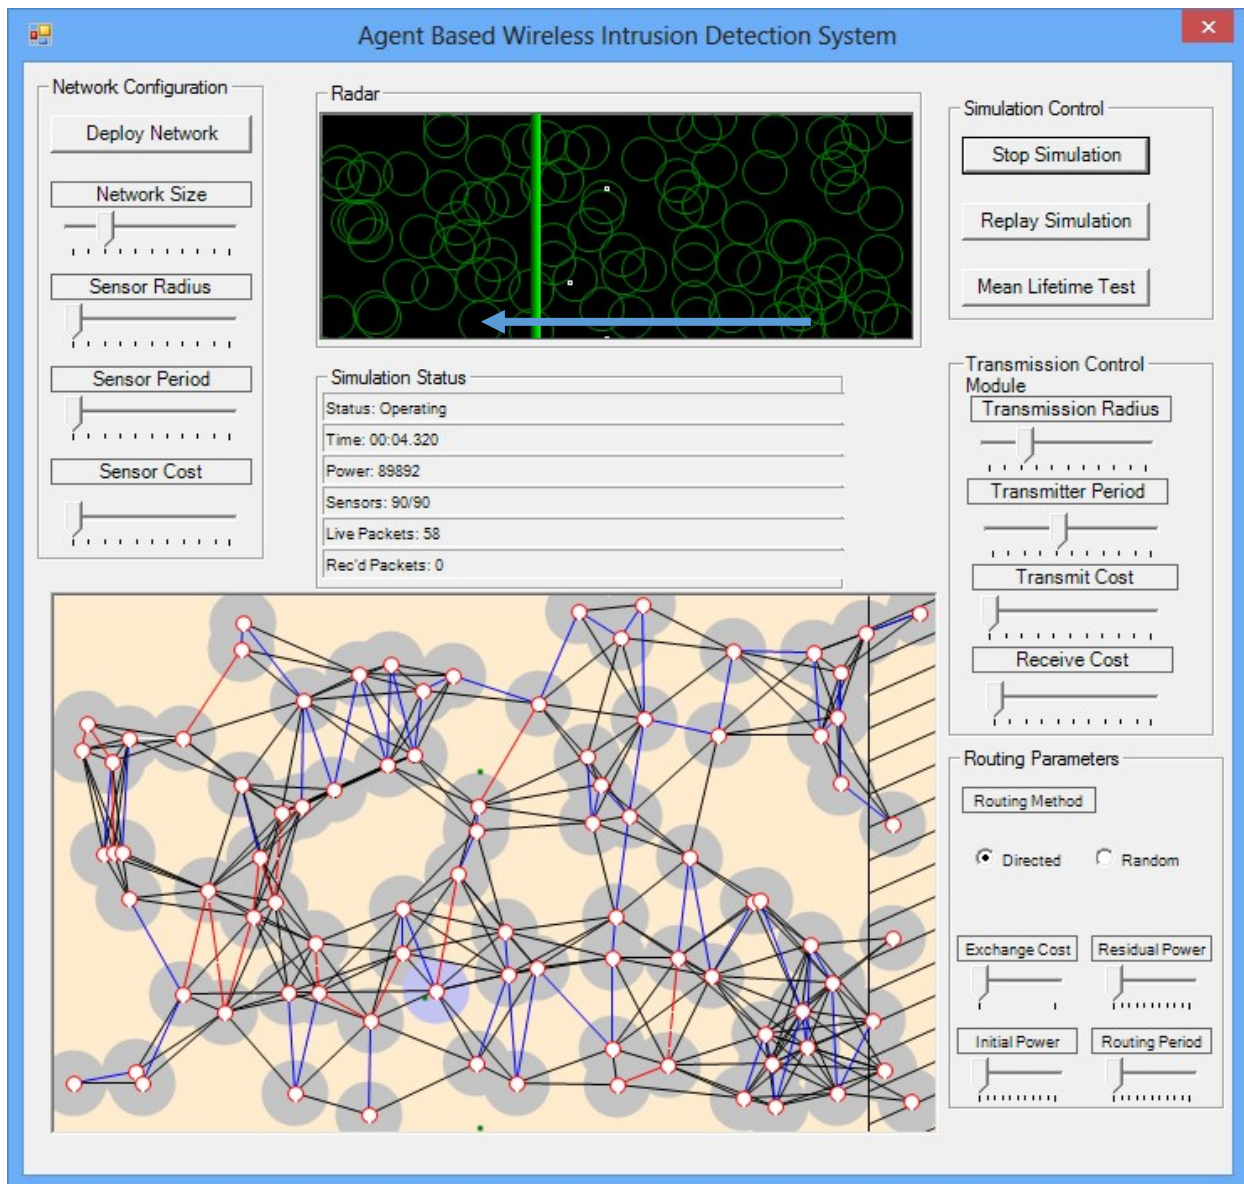 Agent Based Wireless Intrusion Detection System
Network Configuration
Deploy Network
Network Size
Sensor Radius
Sensor Period
Sensor Cost
Radar
Simulation Status
Status: Operating
Time: 00:04.320
Power: 89892
Sensors: 90/90
Live Packets: 58
Rec'd Packets: 0
Simulation Control
Stop Simulation
Replay Simulation
Mean Lifetime Test
Transmission Control
Module
Transmission Radius
Transmitter Period
Transmit Cost
Receive Cost
Routing Parameters
Routing Method
Directed Random
Exchange Cost Residual Power
Initial Power Routing Period